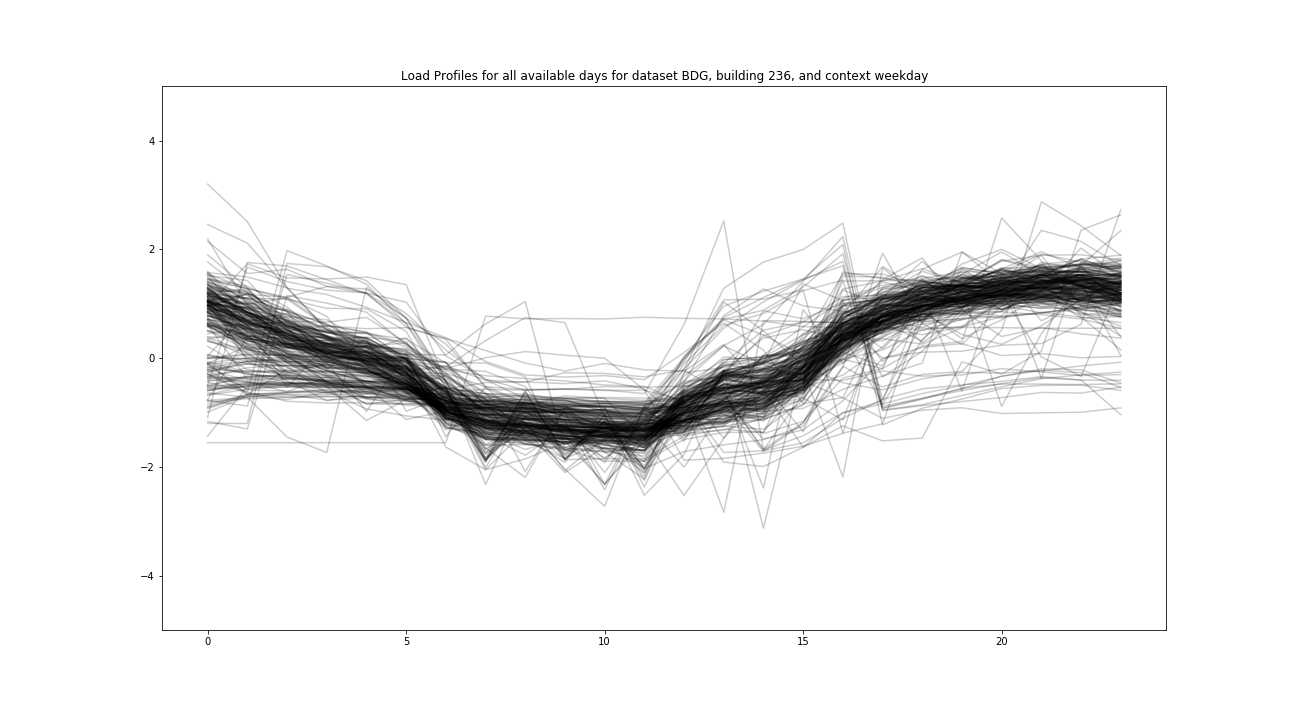 Load Profiles for all available days for dataset BDG, building 236, and context weekday
4
2
0
−2
−4
0 5 10 15 20